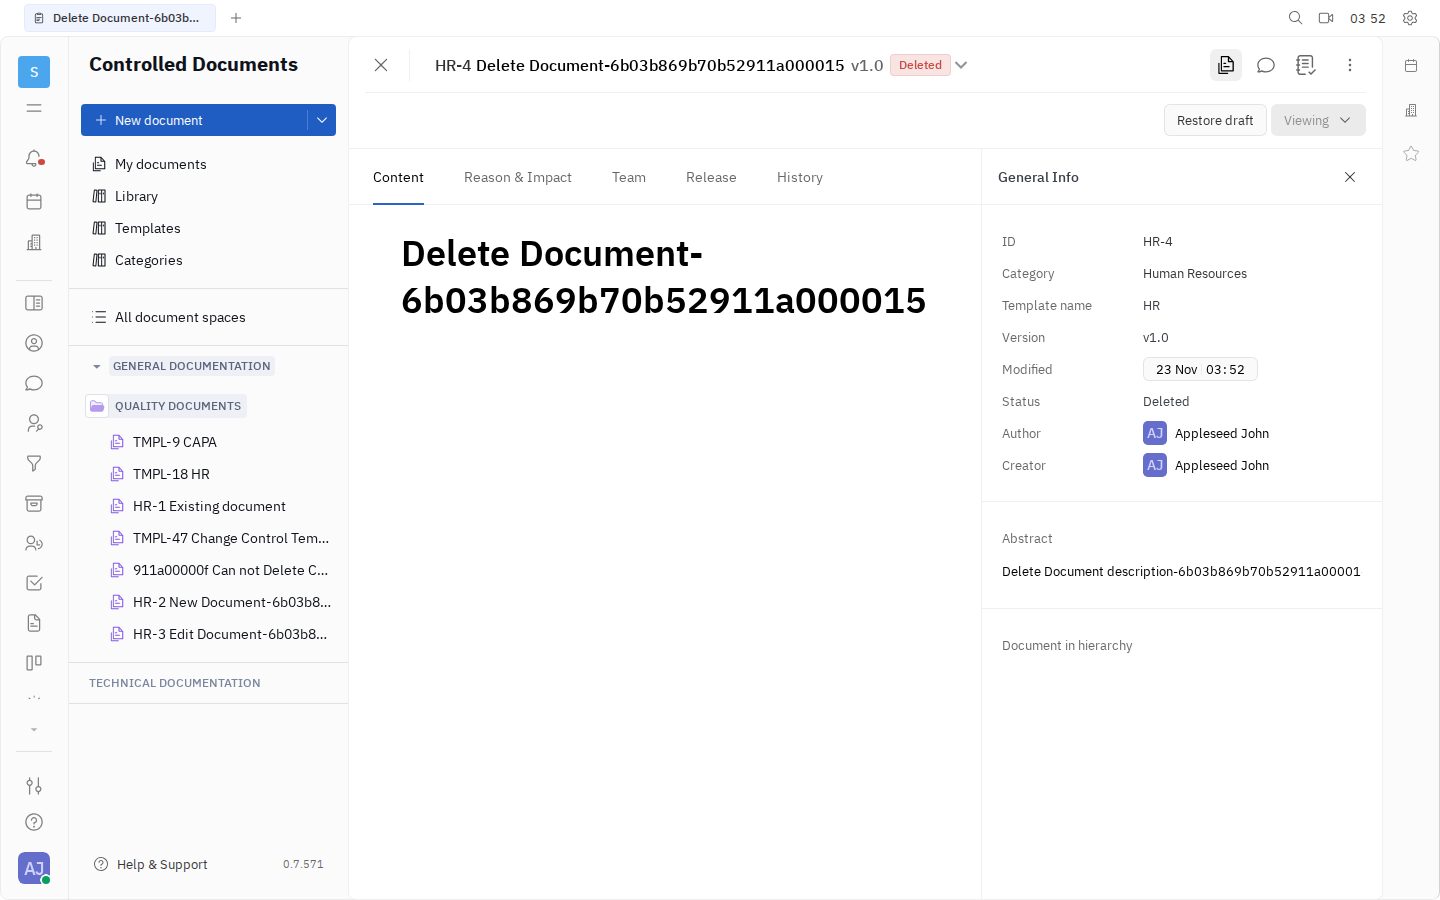 Delete Document-6b03b...
03 52
S
Controlled Documents
New document
My documents
Library
Templates
Categories
All document spaces
GENERAL DOCUMENTATION
QUALITY DOCUMENTS
TMPL-9 CAPA
TMPL-18 HR
HR-1 Existing document
TMPL-47 Change Control Tem...
911a00000f Can not Delete C...
HR-2 New Document-6b03b8...
HR-3 Edit Document-6b03b8...
TECHNICAL DOCUMENTATION
Help & Support
0.7.571
AJ
HR-4 Delete Document-6b03b869b70b52911a000015 v1.0 Deleted
Restore draft
Viewing
Content
Reason & Impact
Team
Release
History
Delete Document-
6b03b869b70b52911a000015
General Info
ID HR-4
Category Human Resources
Template name HR
Version v1.0
Modified 23 Nov 03:52
Status Deleted
Author AJ Appleseed John
Creator AJ Appleseed John
Abstract
Delete Document description-6b03b869b70b52911a00001
Document in hierarchy